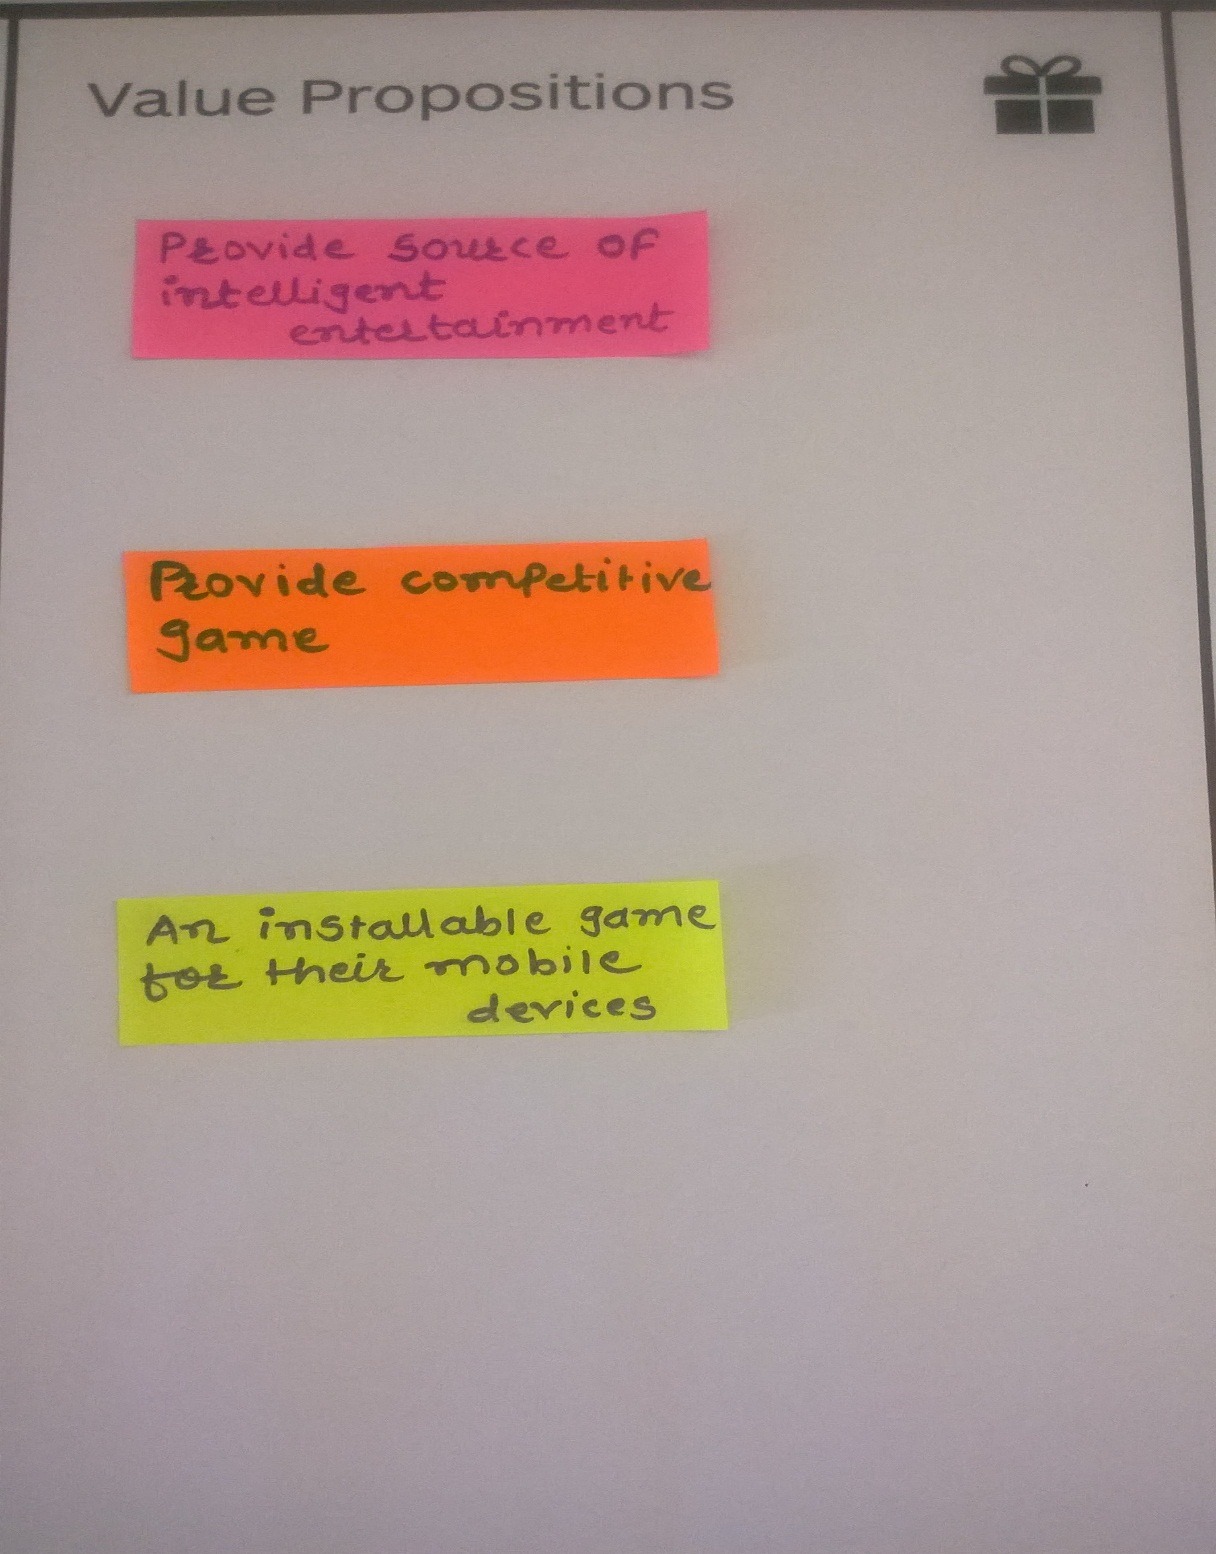 Value Propositions
Provide source of
intelligent
entertainment
Provide competitive
game
An installable game
for their mobile
devices